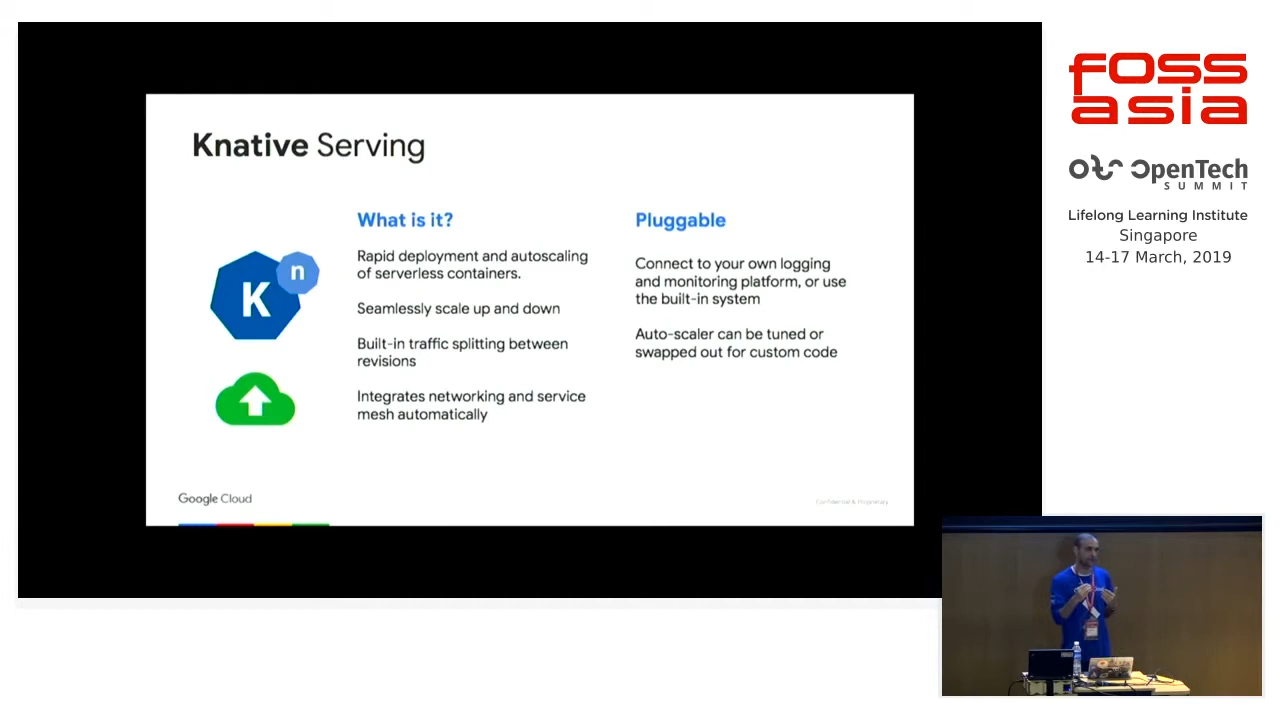 Knative Serving
What is it?
Rapid deployment and autoscaling
of serverless containers.
Seamlessly scale up and down
Built-in traffic splitting between
revisions
Integrates networking and service
mesh automatically
Pluggable
Connect to your own logging
and monitoring platform, or use
the built-in system
Auto-scaler can be tuned or
swapped out for custom code
K
n
Google Cloud
Confidential & Proprietary
FOSS
asia
OpenTech
SUMMIT
Lifelong Learning Institute
Singapore
14-17 March, 2019